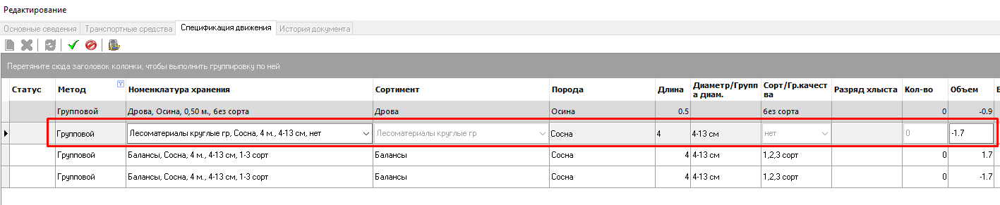 Редактирование
Основные сведения Транспортные средства Спецификация движения История документа
Перетяните сюда заголовок колонки, чтобы выполнить группировку по ней
Статус Метод Номенклатура хранения Сортимент Порода Длина Диаметр/Групп Сорт/Гр.качест Разряд хлыста Кол-во Объем
а диам. ва
Групповой Дрова, Осина, 0,50 м., без сорта Дрова Осина 0.5 без сорта 0 -0.9
Групповой Лесоматериалы круглые гр, Сосна, 4 м., 4-13 см, нет Лесоматериалы круглые гр Сосна 4 4-13 см нет 0 -1.7
Групповой Балансы, Сосна, 4 м., 4-13 см, 1-3 сорт Балансы Сосна 4 4-13 см 1,2,3 сорт 0 1.7
Групповой Балансы, Сосна, 4 м., 4-13 см, 1-3 сорт Балансы Сосна 4 4-13 см 1,2,3 сорт 0 -1.7